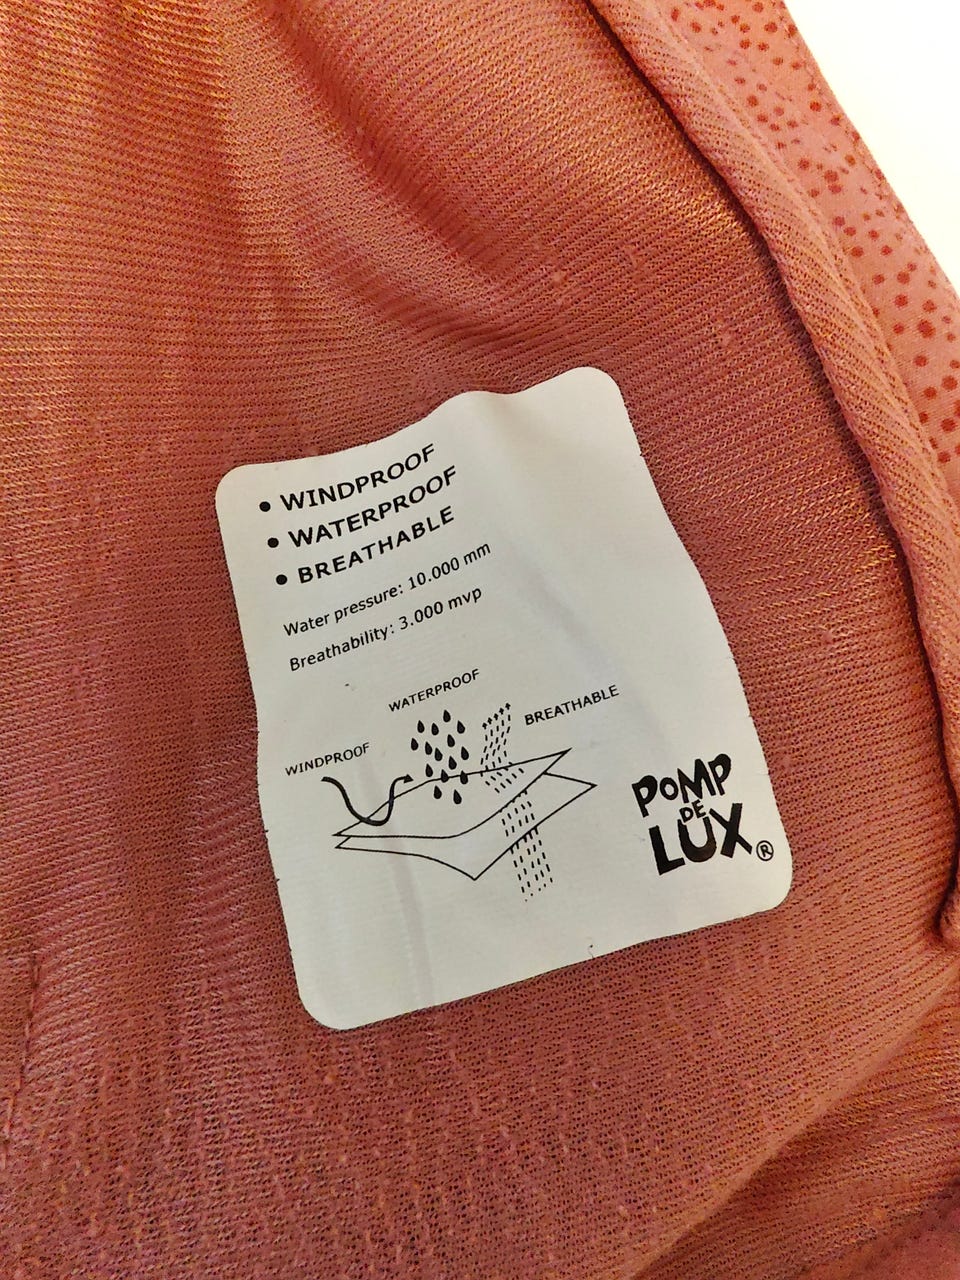 • WINDPROOF
• WATERPROOF
• BREATHABLE
Water pressure: 10.000 mm
Breathability: 3.000 mvp
WATERPROOF
BREATHABLE
WINDPROOF
POMP
DE
LUX®